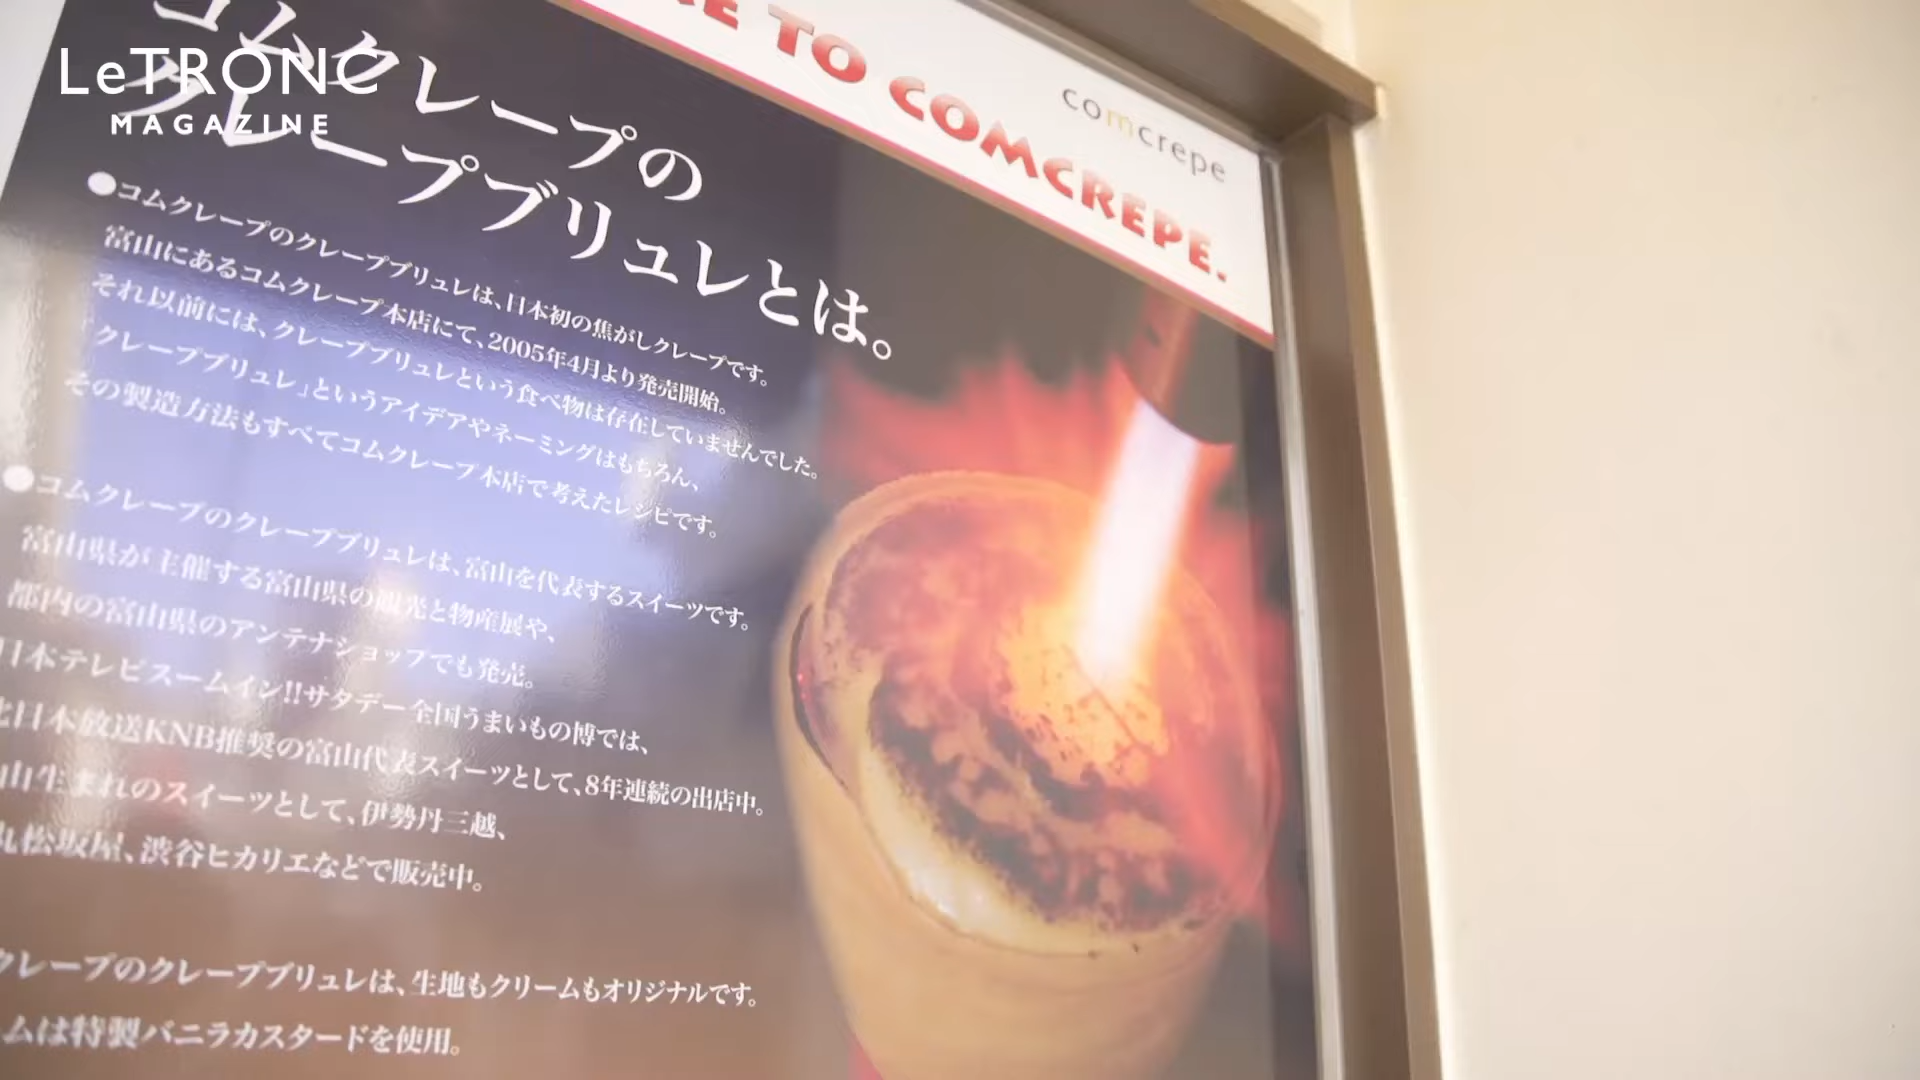 LeTRONC
MAGAZINE
RE TO COMCREPE.
comcrepe
コムクレープの
クレープブリュレとは。
●コムクレープのクレープブリュレは、日本初の焦がしクレープです。
富山にあるコムクレープ本店にて、2005年4月より発売開始。
それ以前には、クレープブリュレという食べ物は存在していませんでした。
「クレープブリュレ」というアイデアやネーミングはもちろん、
その製造方法もすべてコムクレープ本店で考えたレシピです。
●コムクレープのクレープブリュレは、富山を代表するスイーツです。
富山県が主催する富山県の観光と物産展や、
都内の富山県のアンテナショップでも発売。
日本テレビズームイン!!サタデー全国うまいもの博では、
北日本放送KNB推奨の富山代表スイーツとして、8年連続の出店中。
山生まれのスイーツとして、伊勢丹三越、
丸松坂屋、渋谷ヒカリエなどで販売中。
クレープのクレープブリュレは、生地もクリームもオリジナルです。
ムは特製バニラカスタードを使用。